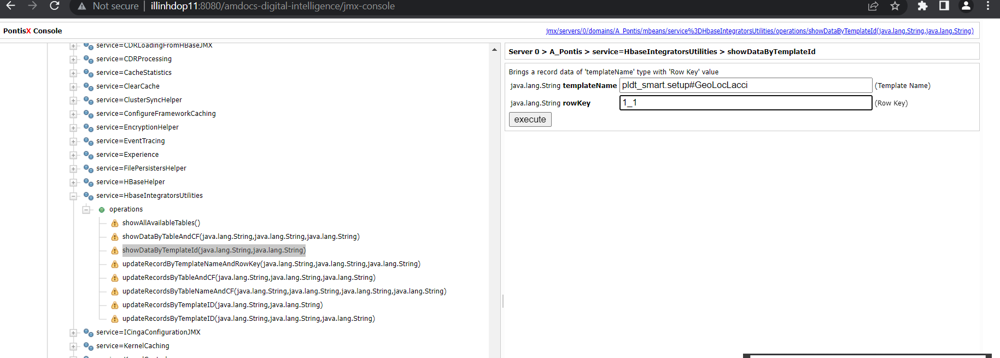 Not secure | illinhdop11:8080/amdocs-digital-intelligence/jmx-console
PontisX Console
jmx/servers/0/domains/A_Pontis/mbeans/service%3DHbaseIntegratorsUtilities/operations/showDataByTemplateId(java.lang.String,java.lang.String)
service=CDRLoadingFromHBaseJMX
service=CDRProcessing
service=CacheStatistics
service=ClearCache
service=ClusterSyncHelper
service=ConfigureFrameworkCaching
service=EncryptionHelper
service=EventTracing
service=Experience
service=FilePersistersHelper
service=HBaseHelper
service=HbaseIntegratorsUtilities
operations
showAllAvailableTables()
showDataByTableAndCF(java.lang.String,java.lang.String,java.lang.String)
showDataByTemplateId(java.lang.String,java.lang.String)
updateRecordByTemplateNameAndRowKey(java.lang.String,java.lang.String,java.lang.String)
updateRecordsByTableAndCF(java.lang.String,java.lang.String,java.lang.String)
updateRecordsByTableNameAndCF(java.lang.String,java.lang.String,java.lang.String,java.lang.String)
updateRecordsByTemplateID(java.lang.String,java.lang.String)
updateRecordsByTemplateID(java.lang.String,java.lang.String,java.lang.String)
service=ICingaConfigurationJMX
service=KernelCaching
Server 0 > A_Pontis > service=HbaseIntegratorsUtilities > showDataByTemplateId
Brings a record data of 'templateName' type with 'Row Key' value
java.lang.String templateName pldt_smart.setup#GeoLocLacci (Template Name)
java.lang.String rowKey 1_1 (Row Key)
execute